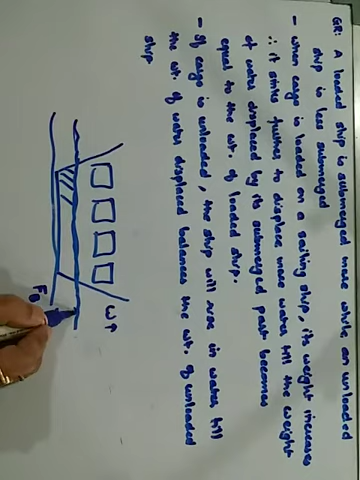 GR: A loaded ship is submerged more while an unloaded
ship is less submerged
- when cargo is loaded on a sailing ship, its weight increases
∴ it sinks further to displace more water till the weight
of water displaced by its submerged part becomes
equal to the wt. of loaded ship.
- If cargo is unloaded, the ship will rise in water till
the wt. of water displaced balances the wt. of unloaded
ship
W↑
FB